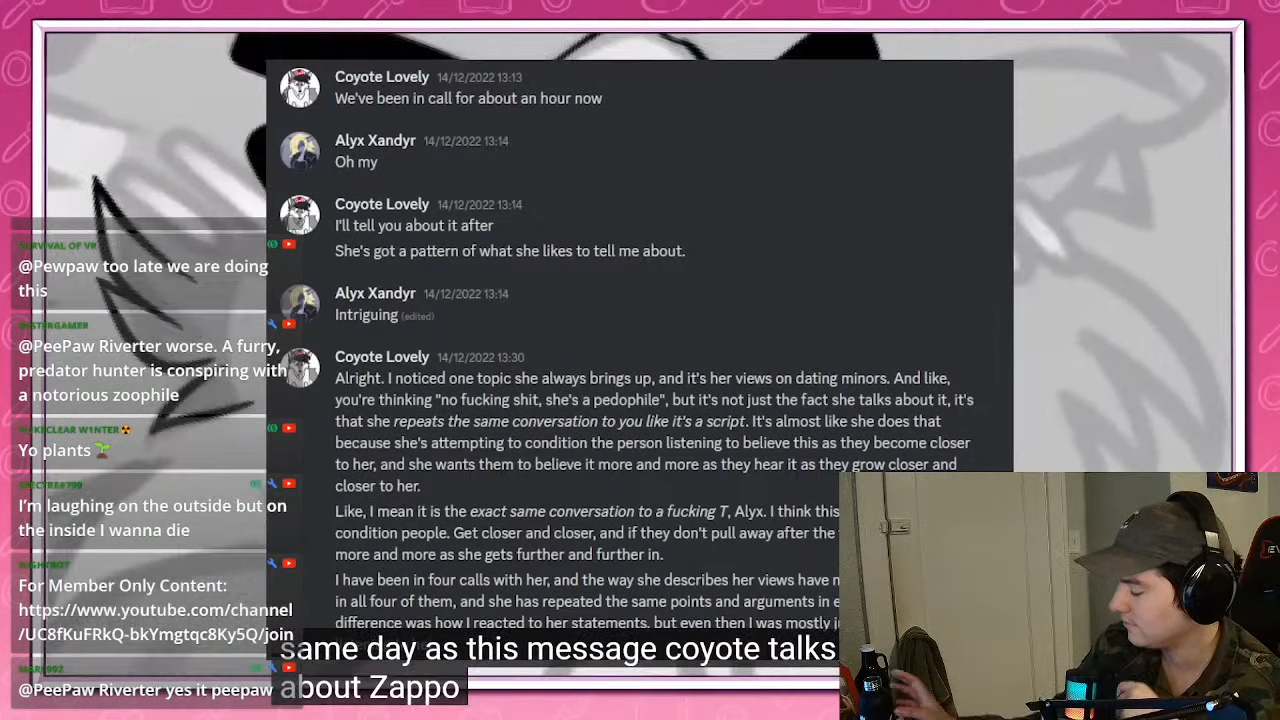 Coyote Lovely 14/12/2022 13:13
We've been in call for about an hour now
Alyx Xandyr 14/12/2022 13:14
Oh my
Coyote Lovely 14/12/2022 13:14
I'll tell you about it after
She's got a pattern of what she likes to tell me about.
Alyx Xandyr 14/12/2022 13:14
Intriguing (edited)
Coyote Lovely 14/12/2022 13:30
Alright. I noticed one topic she always brings up, and it's her views on dating minors. And like,
you're thinking "no fucking shit, she's a pedophile", but it's not just the fact she talks about it, it's
that she repeats the same conversation to you like it's a script. It's almost like she does that
because she's attempting to condition the person listening to believe this as they become closer
to her, and she wants them to believe it more and more as they hear it as they grow closer and
closer to her.
Like, I mean it is the exact same conversation to a fucking T, Alyx. I think this
condition people. Get closer and closer, and if they don't pull away after the
more and more as she gets further and further in.
I have been in four calls with her, and the way she describes her views have
in all four of them, and she has repeated the same points and arguments in
difference was how I reacted to her statements, but even then I was mostly
same day as this message coyote talks
about Zappo
SURVIVAL OF VR
@Pewpaw too late we are doing
this
@PeePaw Riverter worse. A furry,
predator hunter is conspiring with
a notorious zoophile
NUKECLEAR W1NTER☢
Yo plants 🌱
I'm laughing on the outside but on
the inside I wanna die
NIGHTBOT
For Member Only Content:
https://www.youtube.com/channel
/UC8fKuFRkQ-bkYmgtqc8Ky5Q/join
@PeePaw Riverter yes it peepaw